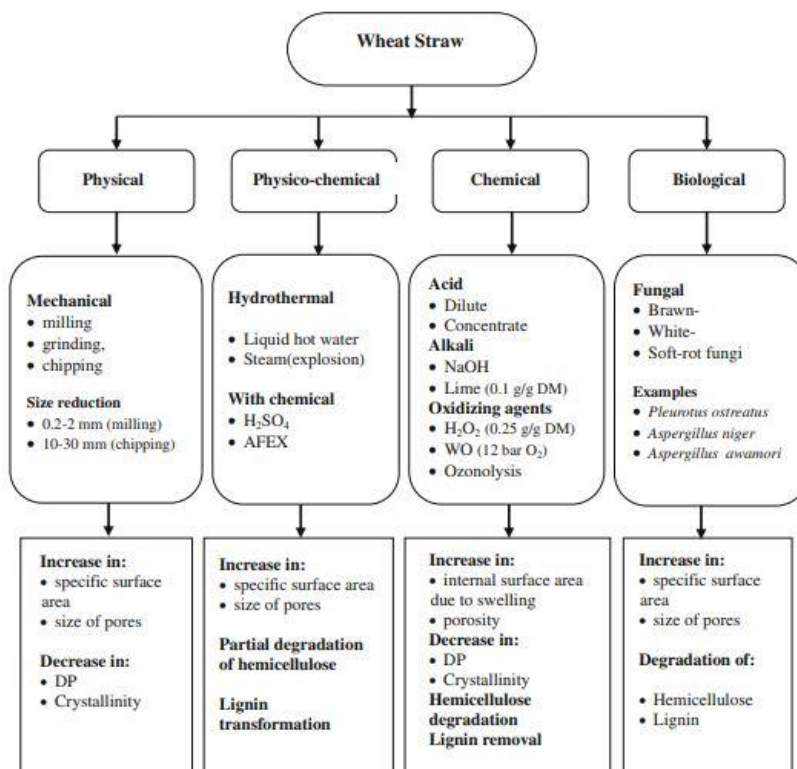 Wheat Straw
Physical
Physico-chemical
Chemical
Biological
Mechanical
• milling
• grinding,
• chipping
Size reduction
• 0.2-2 mm (milling)
• 10-30 mm (chipping)
Hydrothermal
• Liquid hot water
• Steam(explosion)
With chemical
• H₂SO₄
• AFEX
Acid
• Dilute
• Concentrate
Alkali
• NaOH
• Lime (0.1 g/g DM)
Oxidizing agents
• H₂O₂ (0.25 g/g DM)
• WO (12 bar O₂)
• Ozonolysis
Fungal
• Brawn-
• White-
• Soft-rot fungi
Examples
• Pleurotus ostreatus
• Aspergillus niger
• Aspergillus awamori
Increase in:
• specific surface
area
• size of pores
Decrease in:
• DP
• Crystallinity
Increase in:
• specific surface area
• size of pores
Partial degradation
of hemicellulose
Lignin
transformation
Increase in:
• internal surface area
due to swelling
• porosity
Decrease in:
• DP
• Crystallinity
Hemicellulose
degradation
Lignin removal
Increase in:
• specific surface
area
• size of pores
Degradation of:
• Hemicellulose
• Lignin